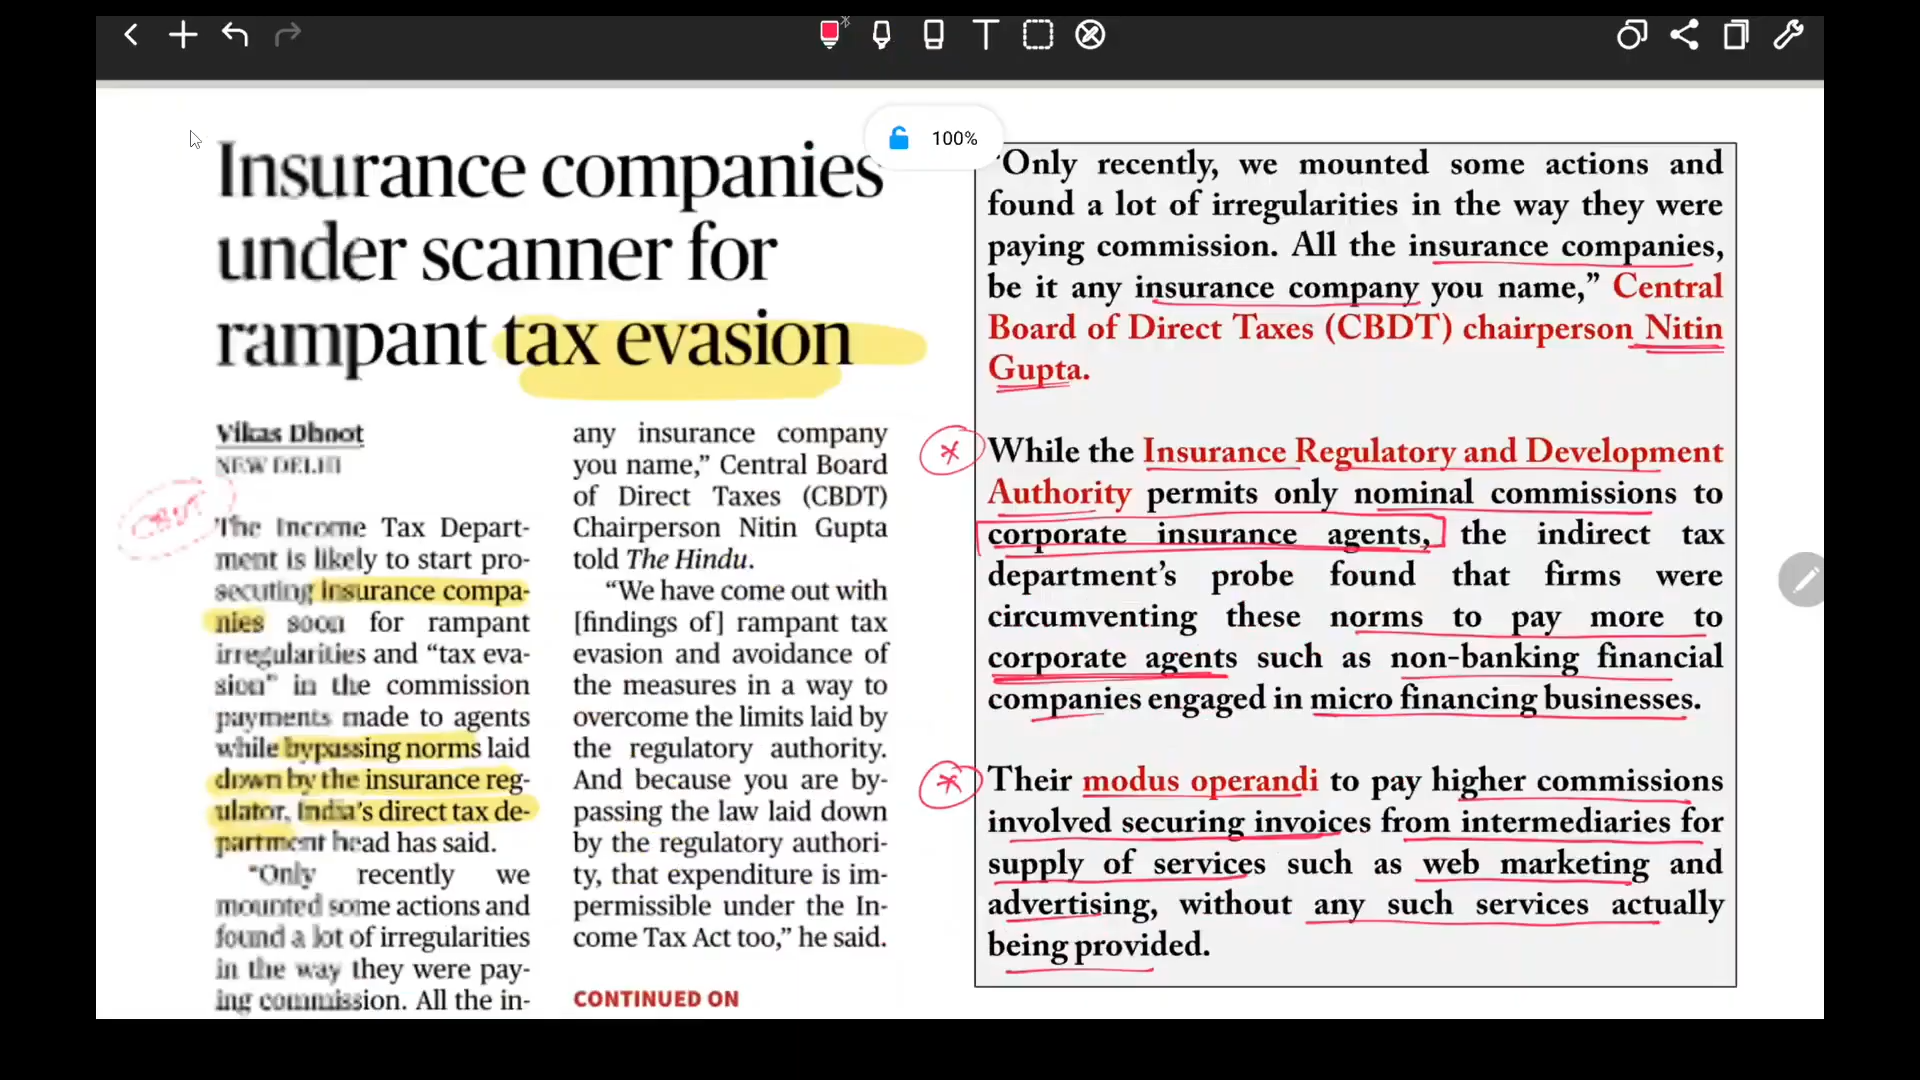 100%
Insurance companies
under scanner for
rampant tax evasion
Vikas Dhoot
NEW DELHI
The Income Tax Depart-
ment is likely to start pro-
secuting insurance compa-
nies soon for rampant
irregularities and “tax eva-
sion” in the commission
payments made to agents
while bypassing norms laid
down by the insurance reg-
ulator, India’s direct tax de-
partment head has said.
“Only recently we
mounted some actions and
found a lot of irregularities
in the way they were pay-
ing commission. All the in-
any insurance company
you name,” Central Board
of Direct Taxes (CBDT)
Chairperson Nitin Gupta
told The Hindu.
“We have come out with
[findings of] rampant tax
evasion and avoidance of
the measures in a way to
overcome the limits laid by
the regulatory authority.
And because you are by-
passing the law laid down
by the regulatory authori-
ty, that expenditure is im-
permissible under the In-
come Tax Act too,” he said.
CONTINUED ON
“Only recently, we mounted some actions and
found a lot of irregularities in the way they were
paying commission. All the insurance companies,
be it any insurance company you name,” Central
Board of Direct Taxes (CBDT) chairperson Nitin
Gupta.
While the Insurance Regulatory and Development
Authority permits only nominal commissions to
corporate insurance agents, the indirect tax
department’s probe found that firms were
circumventing these norms to pay more to
corporate agents such as non-banking financial
companies engaged in micro financing businesses.
Their modus operandi to pay higher commissions
involved securing invoices from intermediaries for
supply of services such as web marketing and
advertising, without any such services actually
being provided.